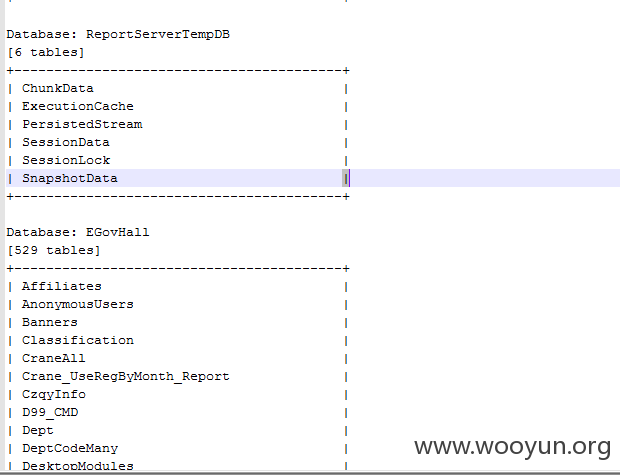 Database: ReportServerTempDB
[6 tables]
+-----------------------------------------+
| ChunkData |
| ExecutionCache |
| PersistedStream |
| SessionData |
| SessionLock |
| SnapshotData |
+-----------------------------------------+
Database: EGovHall
[529 tables]
+-----------------------------------------+
| Affiliates |
| AnonymousUsers |
| Banners |
| Classification |
| CraneAll |
| Crane_UseRegByMonth_Report |
| CzqyInfo |
| D99_CMD |
| Dept |
| DeptCodeMany |
| DesktopModules |
www.wooyun.org